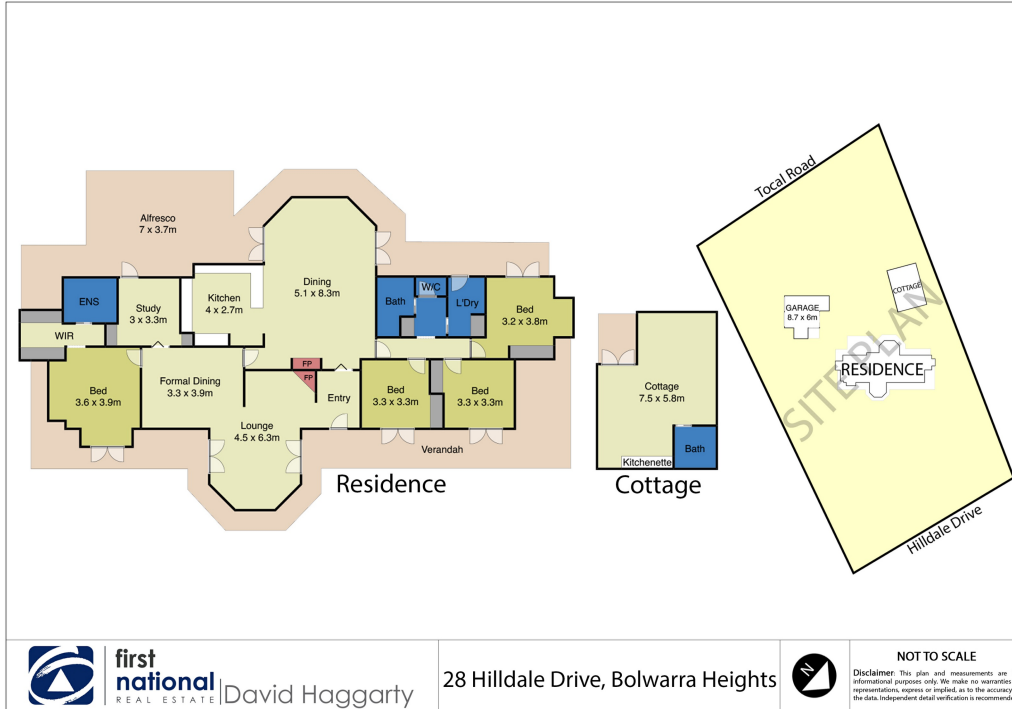 Alfresco
7 x 3.7m
ENS
Study
3 x 3.3m
Kitchen
4 x 2.7m
Dining
5.1 x 8.3m
Bath
W/C
L'Dry
Bed
3.2 x 3.8m
WIR
Bed
3.6 x 3.9m
Formal Dining
3.3 x 3.9m
FP
FP
Entry
Bed
3.3 x 3.3m
Bed
3.3 x 3.3m
Lounge
4.5 x 6.3m
Verandah
Residence
Cottage
7.5 x 5.8m
Kitchenette
Bath
Cottage
Tocal Road
COTTAGE
GARAGE
8.7 x 6m
RESIDENCE
SITE PLAN
Hilldale Drive
first
national
REAL ESTATE
David Haggarty
28 Hilldale Drive, Bolwarra Heights
N
NOT TO SCALE
Disclaimer: This plan and measurements are
informational purposes only. We make no warranties
representations, express or implied, as to the accuracy
the data. Independent detail verification is recommende